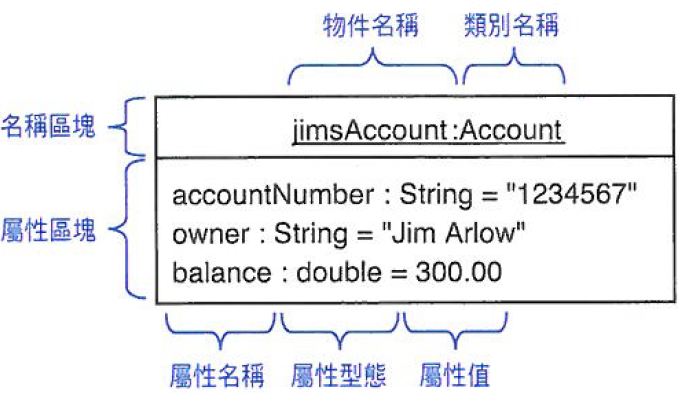 物件名稱 類別名稱
名稱區塊
jimsAccount:Account
屬性區塊
accountNumber : String = "1234567"
owner : String = "Jim Arlow"
balance : double = 300.00
屬性名稱 屬性型態 屬性值